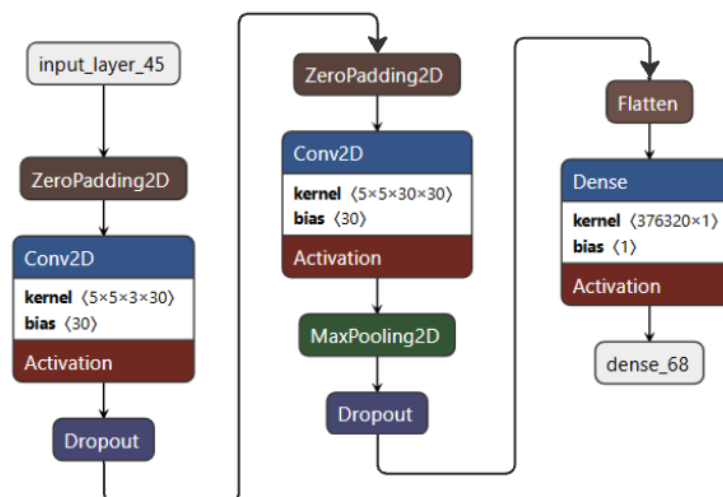 input_layer_45
ZeroPadding2D
Conv2D
kernel ⟨5×5×3×30⟩
bias ⟨30⟩
Activation
Dropout
ZeroPadding2D
Conv2D
kernel ⟨5×5×30×30⟩
bias ⟨30⟩
Activation
MaxPooling2D
Dropout
Flatten
Dense
kernel ⟨376320×1⟩
bias ⟨1⟩
Activation
dense_68